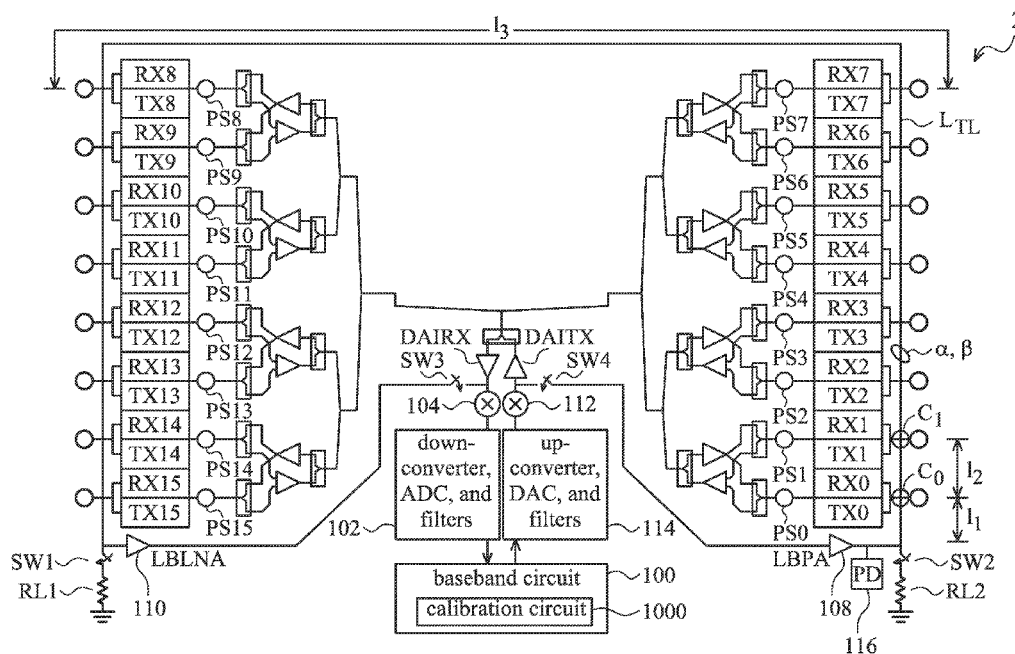 2
l₃
RX8
TX8
PS8
RX9
TX9
PS9
RX10
TX10
PS10
RX11
TX11
PS11
RX12
TX12
PS12
RX13
TX13
PS13
RX14
TX14
PS14
RX15
TX15
PS15
RX7
TX7
PS7
L_TL
RX6
TX6
PS6
RX5
TX5
PS5
RX4
TX4
PS4
RX3
TX3
PS3
α, β
RX2
TX2
PS2
RX1
TX1
PS1
C₁
l₂
RX0
TX0
PS0
C₀
l₁
DAIRX
DAITX
SW3
SW4
104
112
down-
converter,
ADC, and
filters
102
up-
converter,
DAC, and
filters
114
SW1
RL1
110
LBLNA
LBPA
108
PD
116
SW2
RL2
baseband circuit
100
calibration circuit
1000